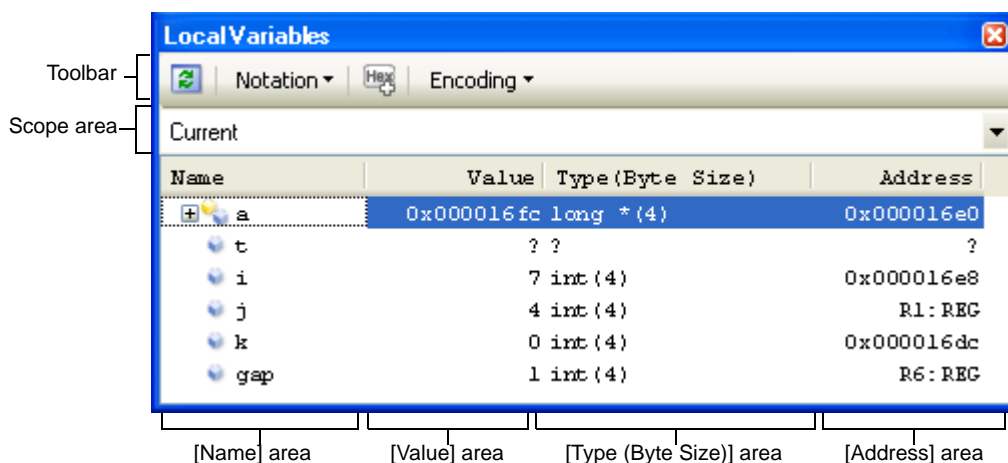 Local Variables
Toolbar
Notation Hex Encoding
Scope area
Current
Name Value Type(Byte Size) Address
a 0x000016fc long *(4) 0x000016e0
t ? ? ?
i 7 int(4) 0x000016e8
j 4 int(4) R1:REG
k 0 int(4) 0x000016dc
gap 1 int(4) R6:REG
[Name] area [Value] area [Type (Byte Size)] area [Address] area